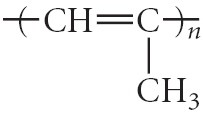 ( CH = C )n
CH3